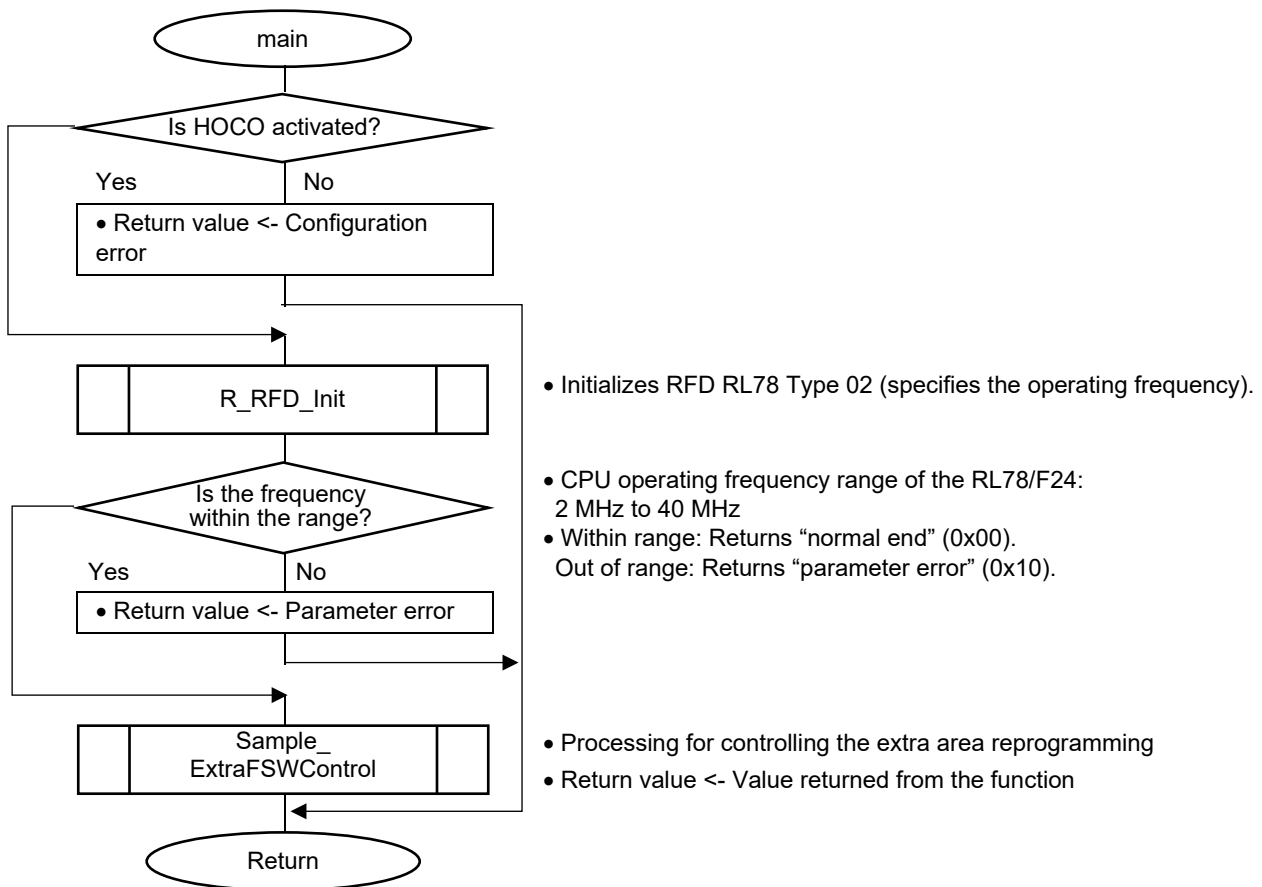 main
Is HOCO activated?
Yes
No
• Return value <- Configuration
error
R_RFD_Init
• Initializes RFD RL78 Type 02 (specifies the operating frequency).
Is the frequency
within the range?
• CPU operating frequency range of the RL78/F24:
2 MHz to 40 MHz
• Within range: Returns “normal end” (0x00).
Out of range: Returns “parameter error” (0x10).
Yes
No
• Return value <- Parameter error
Sample_
ExtraFSWControl
• Processing for controlling the extra area reprogramming
• Return value <- Value returned from the function
Return